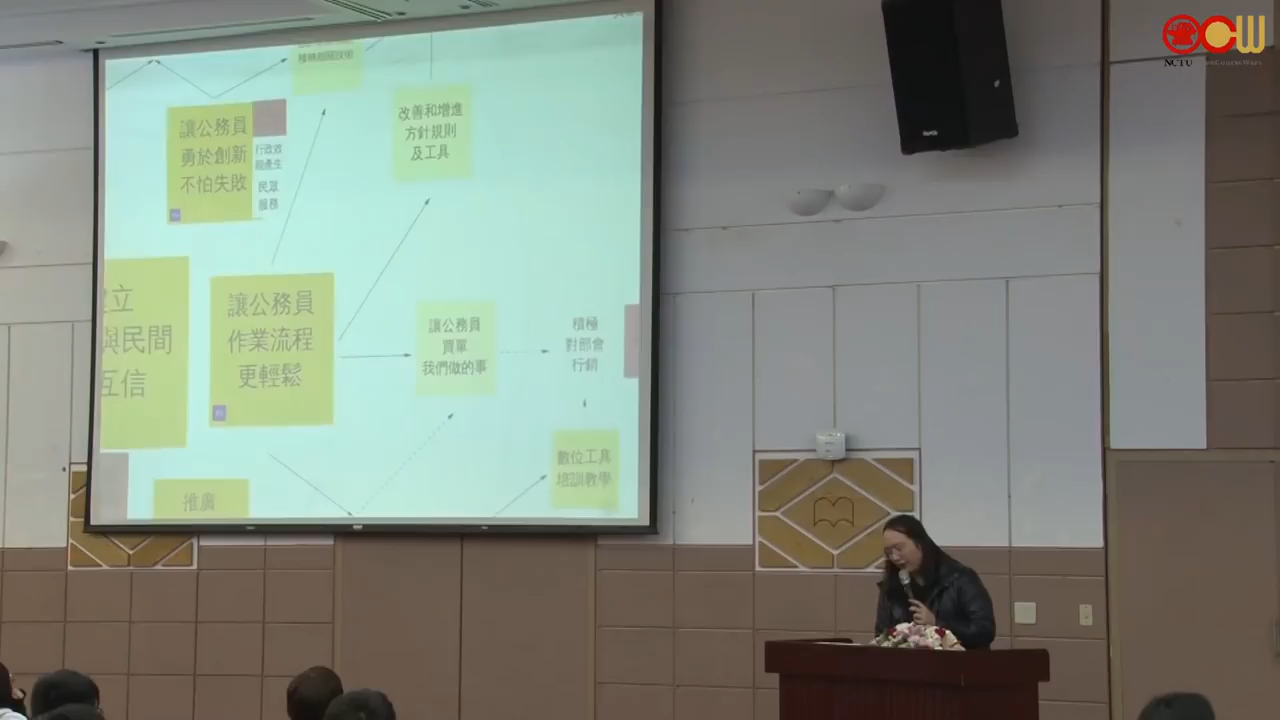 讓公務員
勇於創新
不怕失敗
行政效
能產生
民眾
服務
改善和增進
方針規則
及工具
建立
與民間
互信
讓公務員
作業流程
更輕鬆
讓公務員
買單
我們做的事
積極
對部會
行銷
數位工具
培訓教學
推廣
OCW
NCTU OpenCourseWare